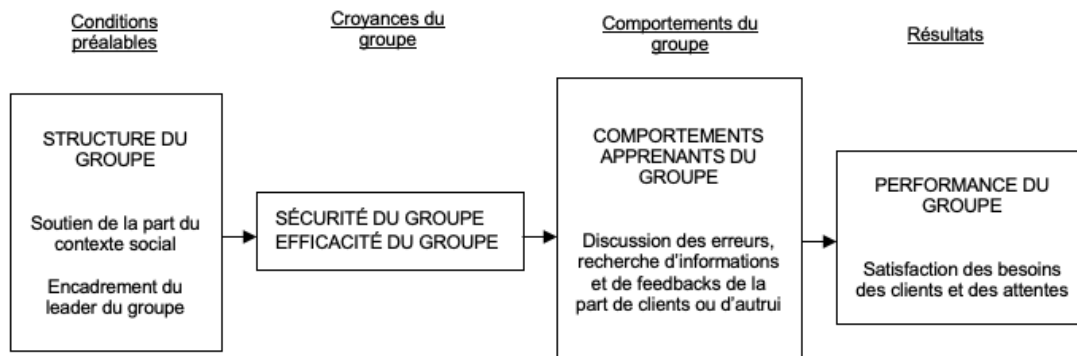 Conditions
préalables
Croyances du
groupe
Comportements du
groupe
Résultats
STRUCTURE DU
GROUPE
Soutien de la part du
contexte social
Encadrement du
leader du groupe
SÉCURITÉ DU GROUPE
EFFICACITÉ DU GROUPE
COMPORTEMENTS
APPRENANTS DU
GROUPE
Discussion des erreurs,
recherche d'informations
et de feedbacks de la
part de clients ou d'autrui
PERFORMANCE DU
GROUPE
Satisfaction des besoins
des clients et des attentes